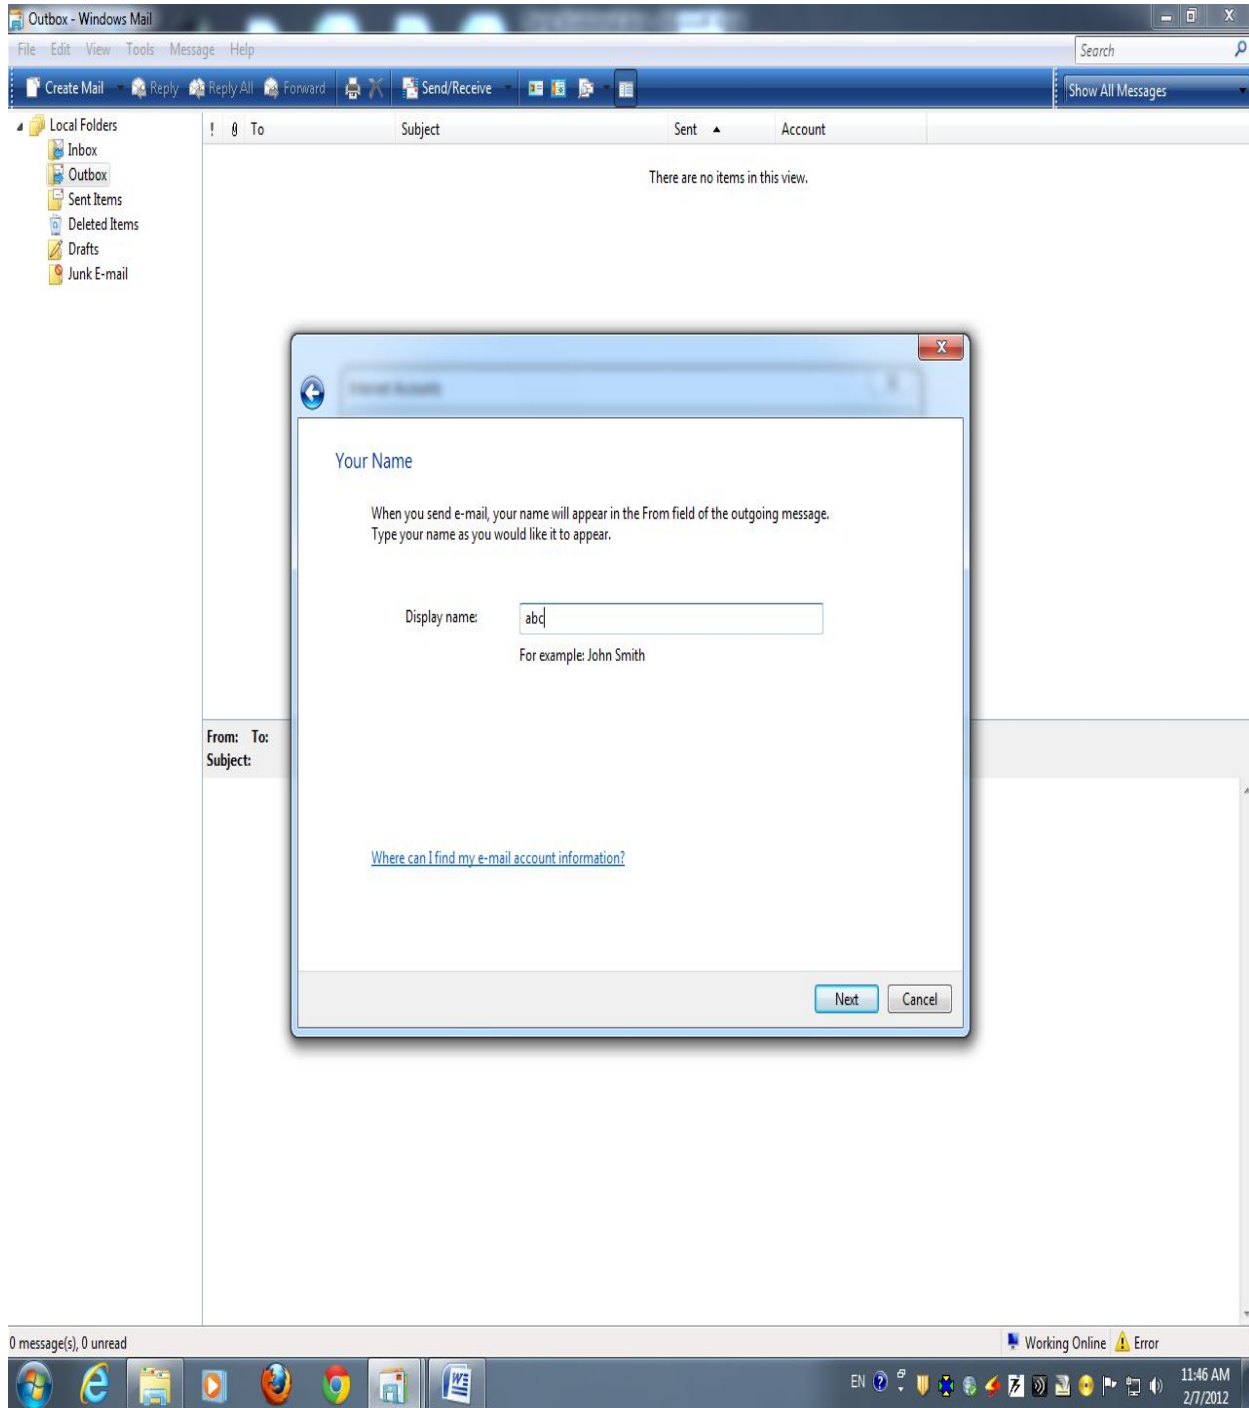 Outbox - Windows Mail
File Edit View Tools Message Help
Search
Create Mail Reply Reply All Forward Send/Receive
Show All Messages
Local Folders
Inbox
Outbox
Sent Items
Deleted Items
Drafts
Junk E-mail
! To Subject Sent Account
There are no items in this view.
Internet Accounts
Your Name
When you send e-mail, your name will appear in the From field of the outgoing message.
Type your name as you would like it to appear.
Display name: abc
For example: John Smith
From: To:
Subject:
Where can I find my e-mail account information?
Next Cancel
0 message(s), 0 unread
Working Online Error
EN
11:46 AM
2/7/2012